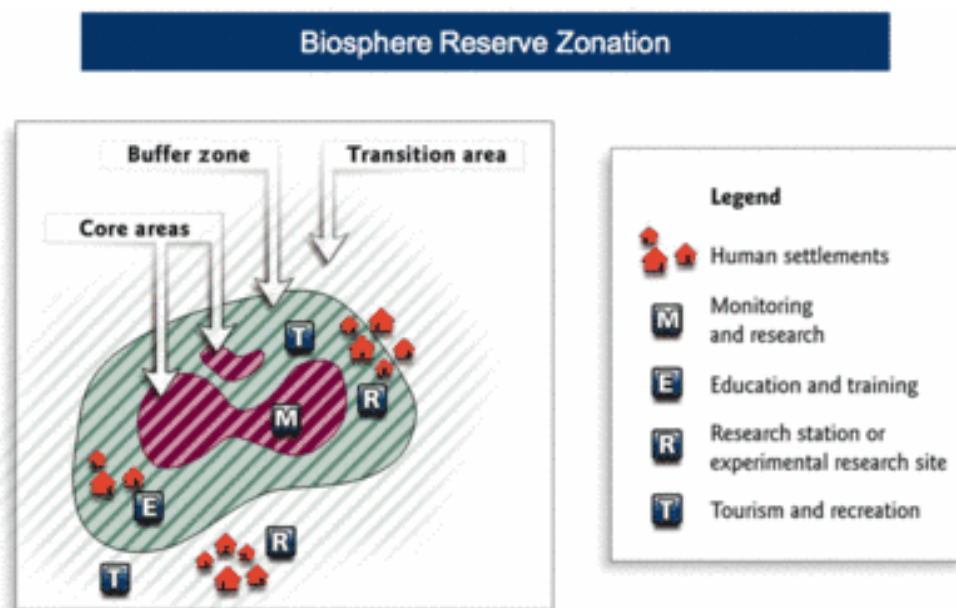 Biosphere Reserve Zonation
Buffer zone
Transition area
Core areas
T
R
M
E
R
T
Legend
Human settlements
M
Monitoring
and research
E
Education and training
R
Research station or
experimental research site
T
Tourism and recreation